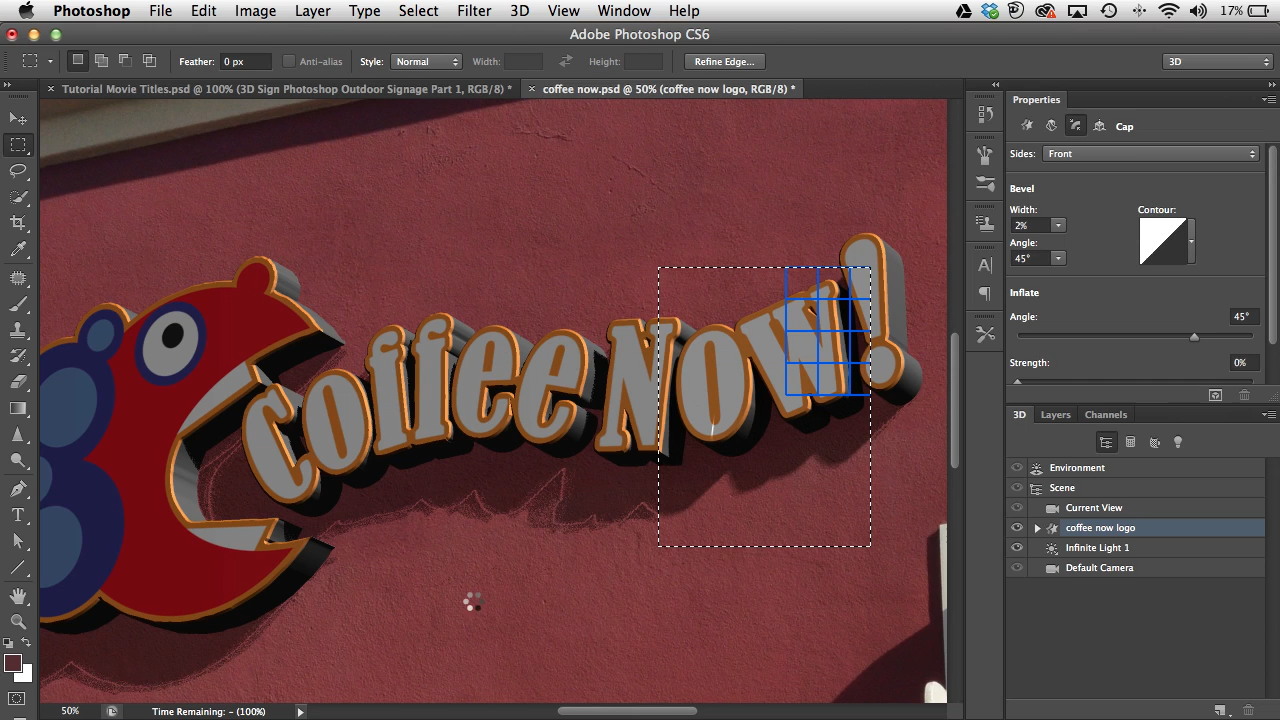 Photoshop File Edit Image Layer Type Select Filter 3D View Window Help 17%
Adobe Photoshop CS6
Feather: 0 px Anti-alias Style: Normal Width: Height: Refine Edge... 3D
Tutorial Movie Titles.psd @ 100% (3D Sign Photoshop Outdoor Signage Part 1, RGB/8) * coffee now.psd @ 50% (coffee now logo, RGB/8) *
Properties
Cap
Sides: Front
Bevel
Width: Contour:
2%
Angle:
45°
Inflate
Angle: 45°
Strength: 0%
3D Layers Channels
Environment
Scene
Current View
coffee now logo
Infinite Light 1
Default Camera
Coffee Now!
50% Time Remaining: - (100%)